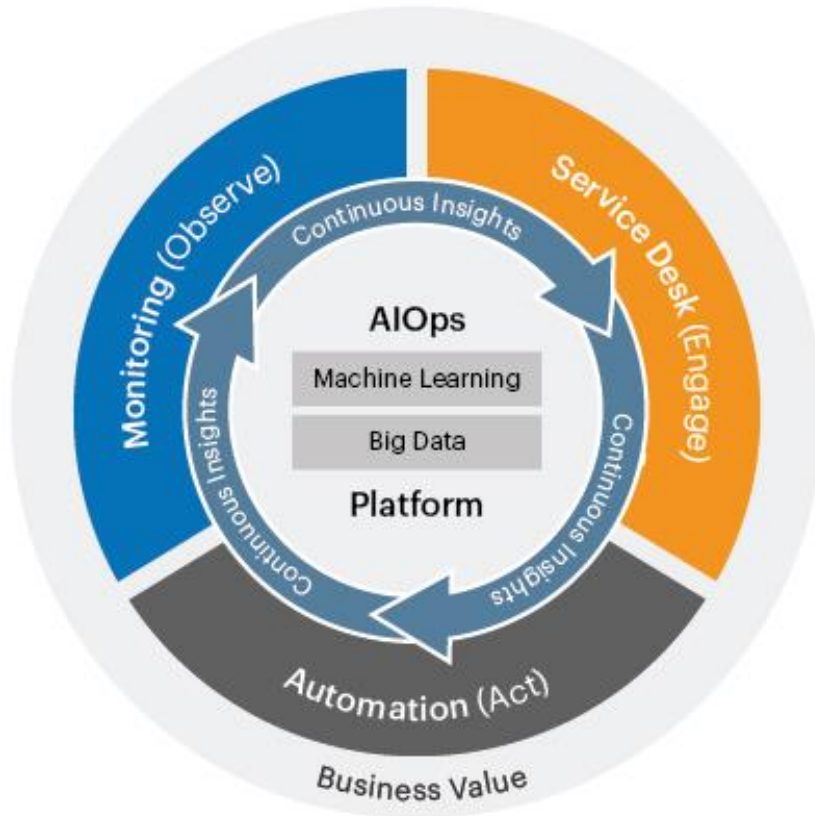 Monitoring (Observe)
Service Desk (Engage)
Continuous Insights
Continuous Insights
Continuous Insights
AIOps
Machine Learning
Big Data
Platform
Automation (Act)
Business Value